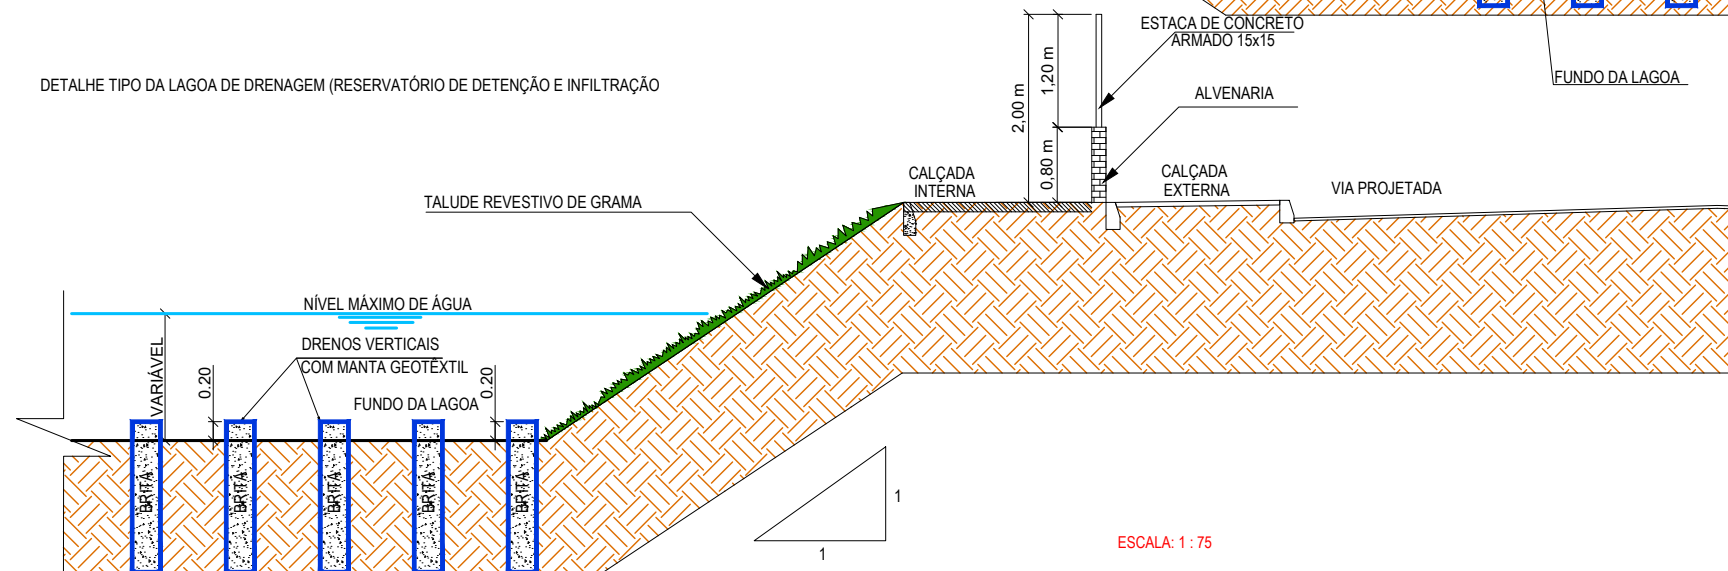 ESTACA DE CONCRETO
ARMADO 15x15
FUNDO DA LAGOA
DETALHE TIPO DA LAGOA DE DRENAGEM (RESERVATÓRIO DE DETENÇÃO E INFILTRAÇÃO
2,00 m
1,20 m
0,80 m
ALVENARIA
CALÇADA
INTERNA
CALÇADA
EXTERNA
VIA PROJETADA
TALUDE REVESTIVO DE GRAMA
NÍVEL MÁXIMO DE ÁGUA
VARIÁVEL
DRENOS VERTICAIS
COM MANTA GEOTÊXTIL
0.20
0.20
FUNDO DA LAGOA
BRITA
BRITA
BRITA
BRITA
BRITA
1
1
ESCALA: 1 : 75